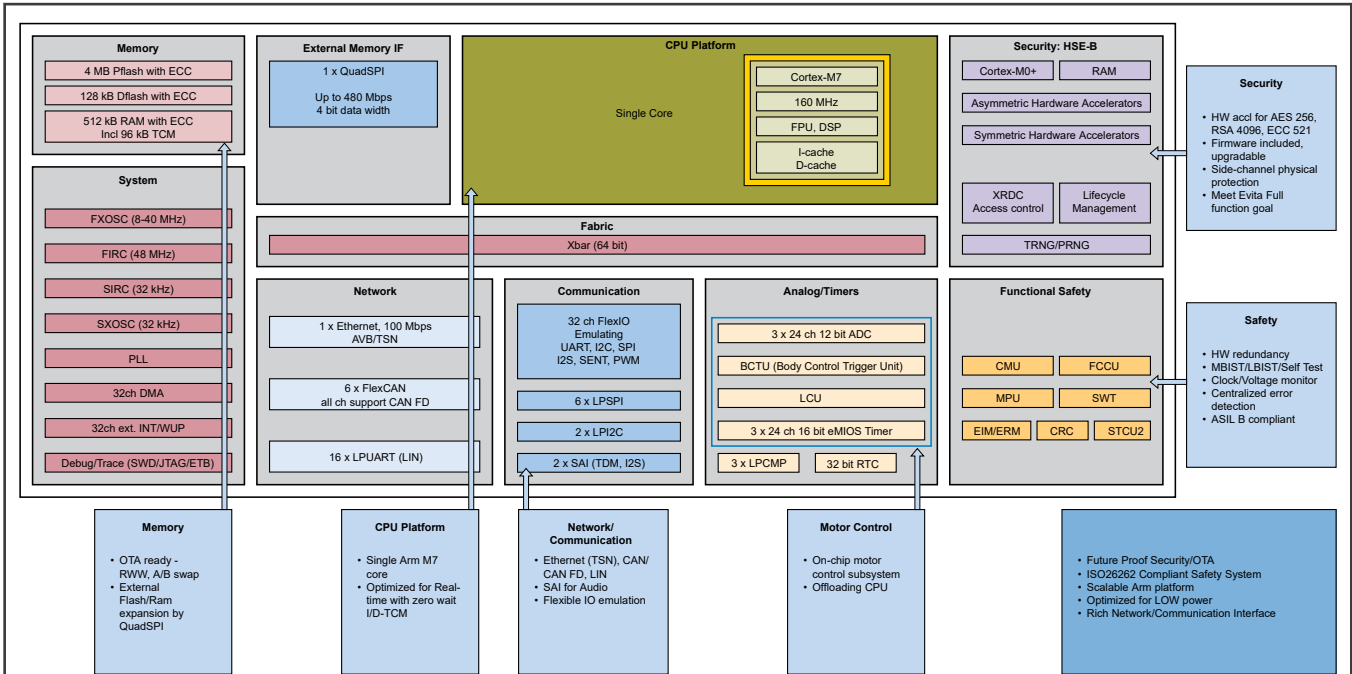 Memory
4 MB Pflash with ECC
128 kB Dflash with ECC
512 kB RAM with ECC
Incl 96 kB TCM
External Memory IF
1 x QuadSPI
Up to 480 Mbps
4 bit data width
CPU Platform
Single Core
Cortex-M7
160 MHz
FPU, DSP
I-cache
D-cache
Security: HSE-B
Cortex-M0+
RAM
Asymmetric Hardware Accelerators
Symmetric Hardware Accelerators
XRDC
Access control
Lifecycle
Management
TRNG/PRNG
Security
• HW accl for AES 256,
RSA 4096, ECC 521
• Firmware included,
upgradable
• Side-channel physical
protection
• Meet Evita Full
function goal
System
FXOSC (8-40 MHz)
FIRC (48 MHz)
SIRC (32 kHz)
SXOSC (32 kHz)
PLL
32ch DMA
32ch ext. INT/WUP
Debug/Trace (SWD/JTAG/ETB)
Fabric
Xbar (64 bit)
Network
1 x Ethernet, 100 Mbps
AVB/TSN
6 x FlexCAN
all ch support CAN FD
16 x LPUART (LIN)
Communication
32 ch FlexIO
Emulating
UART, I2C, SPI
I2S, SENT, PWM
6 x LPSPI
2 x LPI2C
2 x SAI (TDM, I2S)
Analog/Timers
3 x 24 ch 12 bit ADC
BCTU (Body Control Trigger Unit)
LCU
3 x 24 ch 16 bit eMIOS Timer
3 x LPCMP
32 bit RTC
Functional Safety
CMU
FCCU
MPU
SWT
EIM/ERM
CRC
STCU2
Safety
• HW redundancy
• MBIST/LBIST/Self Test
• Clock/Voltage monitor
• Centralized error
detection
• ASIL B compliant
Memory
• OTA ready -
RWW, A/B swap
• External
Flash/Ram
expansion by
QuadSPI
CPU Platform
• Single Arm M7
core
• Optimized for Real-
time with zero wait
I/D-TCM
Network/
Communication
• Ethernet (TSN), CAN/
CAN FD, LIN
• SAI for Audio
• Flexible IO emulation
Motor Control
• On-chip motor
control subsystem
• Offloading CPU
• Future Proof Security/OTA
• ISO26262 Compliant Safety System
• Scalable Arm platform
• Optimized for LOW power
• Rich Network/Communication Interface